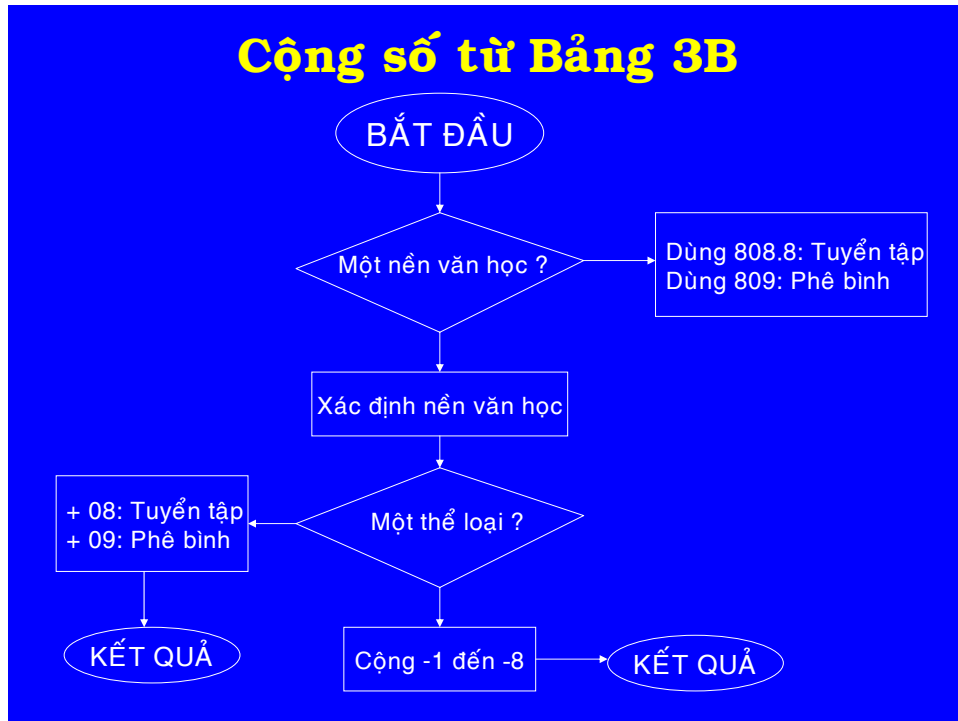 Cộng số từ Bảng 3B
BẮT ĐẦU
Một nền văn học ?
Dùng 808.8: Tuyển tập
Dùng 809: Phê bình
Xác định nền văn học
Một thể loại ?
+ 08: Tuyển tập
+ 09: Phê bình
KẾT QUẢ
Cộng -1 đến -8
KẾT QUẢ